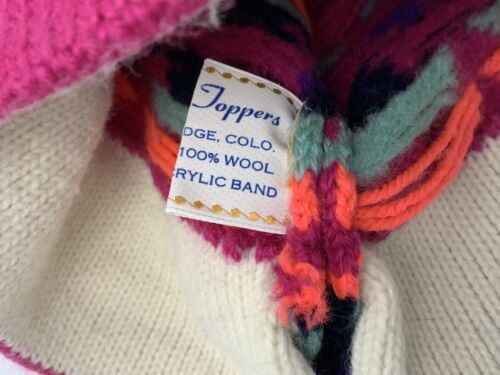 Toppers
DGE, COLO.
100% WOOL
CRYLIC BAND